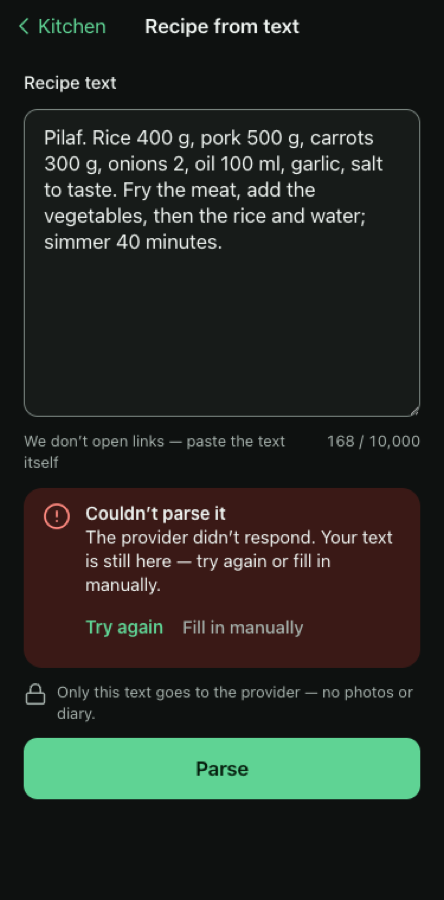 Kitchen
Recipe from text
Recipe text
Pilaf. Rice 400 g, pork 500 g, carrots
300 g, onions 2, oil 100 ml, garlic, salt
to taste. Fry the meat, add the
vegetables, then the rice and water;
simmer 40 minutes.
We don’t open links — paste the text
itself
168 / 10,000
Couldn’t parse it
The provider didn’t respond. Your text
is still here — try again or fill in
manually.
Try again
Fill in manually
Only this text goes to the provider — no photos or
diary.
Parse